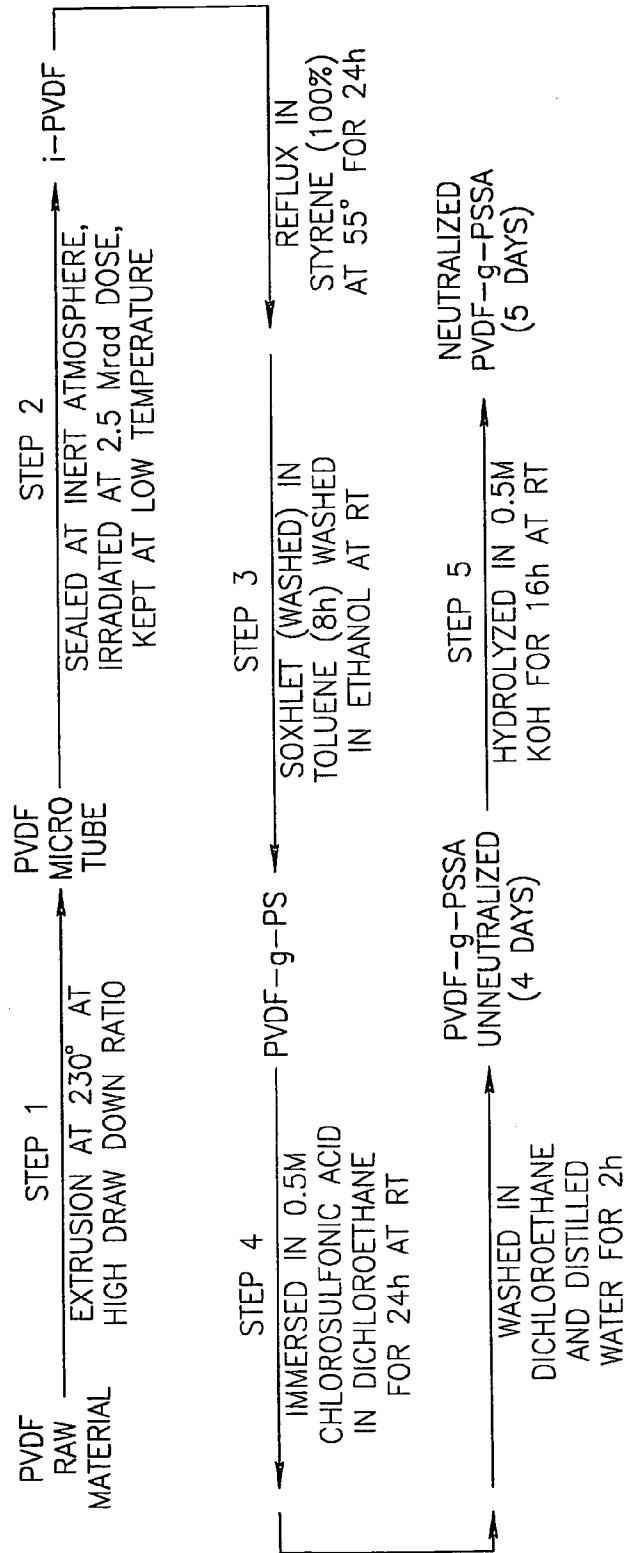 PVDF
RAW
MATERIAL
STEP 1
EXTRUSION AT 230° AT
HIGH DRAW DOWN RATIO
PVDF
MICRO
TUBE
STEP 2
SEALED AT INERT ATMOSPHERE,
IRRADIATED AT 2.5 Mrad DOSE,
KEPT AT LOW TEMPERATURE
i-PVDF
REFLUX IN
STYRENE (100%)
AT 55° FOR 24h
STEP 3
SOXHLET (WASHED) IN
TOLUENE (8h) WASHED
IN ETHANOL AT RT
PVDF-g-PS
STEP 4
IMMERSED IN 0.5M
CHLOROSULFONIC ACID
IN DICHLOROETHANE
FOR 24h AT RT
WASHED IN
DICHLOROETHANE
AND DISTILLED
WATER FOR 2h
PVDF-g-PSSA
UNNEUTRALIZED
(4 DAYS)
STEP 5
HYDROLYZED IN 0.5M
KOH FOR 16h AT RT
NEUTRALIZED
PVDF-g-PSSA
(5 DAYS)